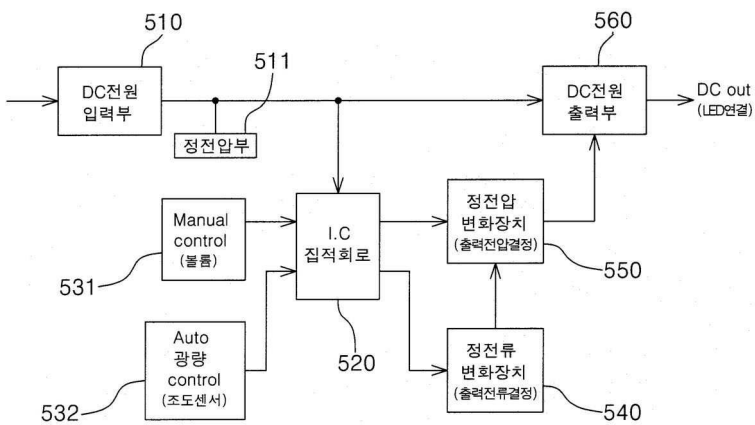 510
DC전원
입력부
511
정전압부
560
DC전원
출력부
DC out
(LED연결)
Manual
control
(볼륨)
531
I.C
집적회로
520
정전압
변화장치
(출력전압결정)
550
Auto
광량
control
(조도센서)
532
정전류
변화장치
(출력전류결정)
540